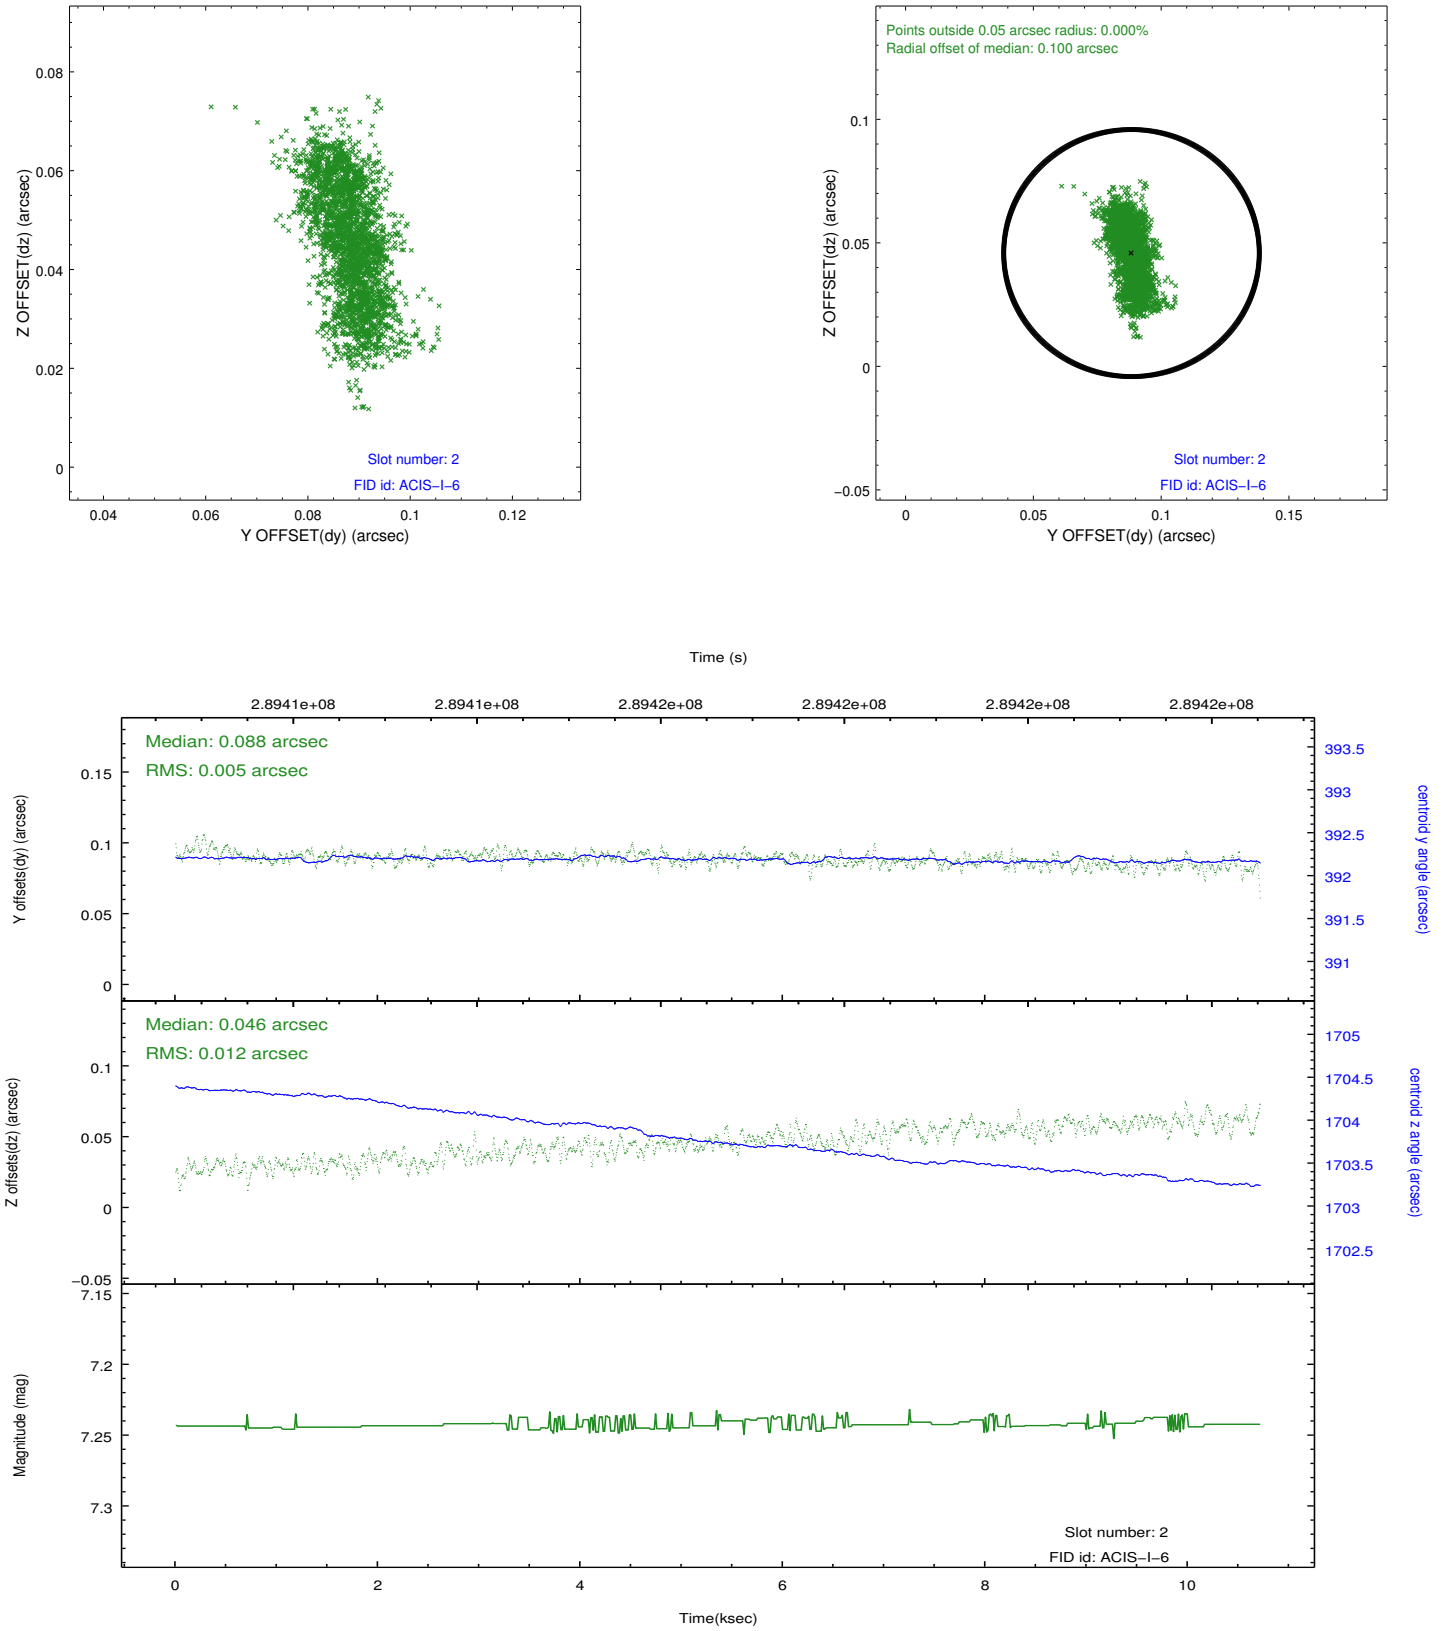 0.08
0.06
0.04
0.02
0
Z OFFSET(dz) (arcsec)
Slot number: 2
FID id: ACIS−I−6
0.04 0.06 0.08 0.1 0.12
Y OFFSET(dy) (arcsec)
Points outside 0.05 arcsec radius: 0.000%
Radial offset of median: 0.100 arcsec
0.1
0.05
0
−0.05
Z OFFSET(dz) (arcsec)
Slot number: 2
FID id: ACIS−I−6
0 0.05 0.1 0.15
Y OFFSET(dy) (arcsec)
Time (s)
2.8941e+08 2.8941e+08 2.8942e+08 2.8942e+08 2.8942e+08 2.8942e+08
Median: 0.088 arcsec
RMS: 0.005 arcsec
0.15
0.1
0.05
0
Y offsets(dy) (arcsec)
393.5
393
392.5
392
391.5
391
centroid y angle (arcsec)
Median: 0.046 arcsec
RMS: 0.012 arcsec
0.1
0.05
0
−0.05
Z offsets(dz) (arcsec)
1705
1704.5
1704
1703.5
1703
1702.5
centroid z angle (arcsec)
7.15
7.2
7.25
7.3
Magnitude (mag)
Slot number: 2
FID id: ACIS−I−6
0 2 4 6 8 10
Time(ksec)